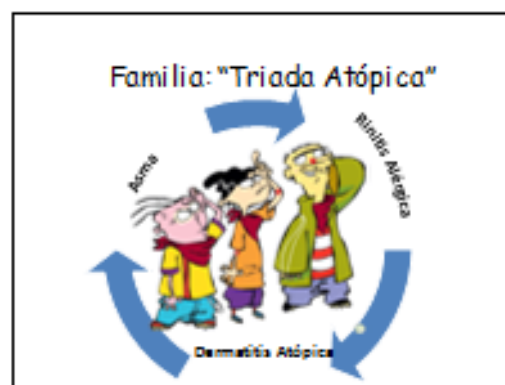 Familia: "Triada Atópica"
Asma
Rinitis Alérgica
Dermatitis Atópica